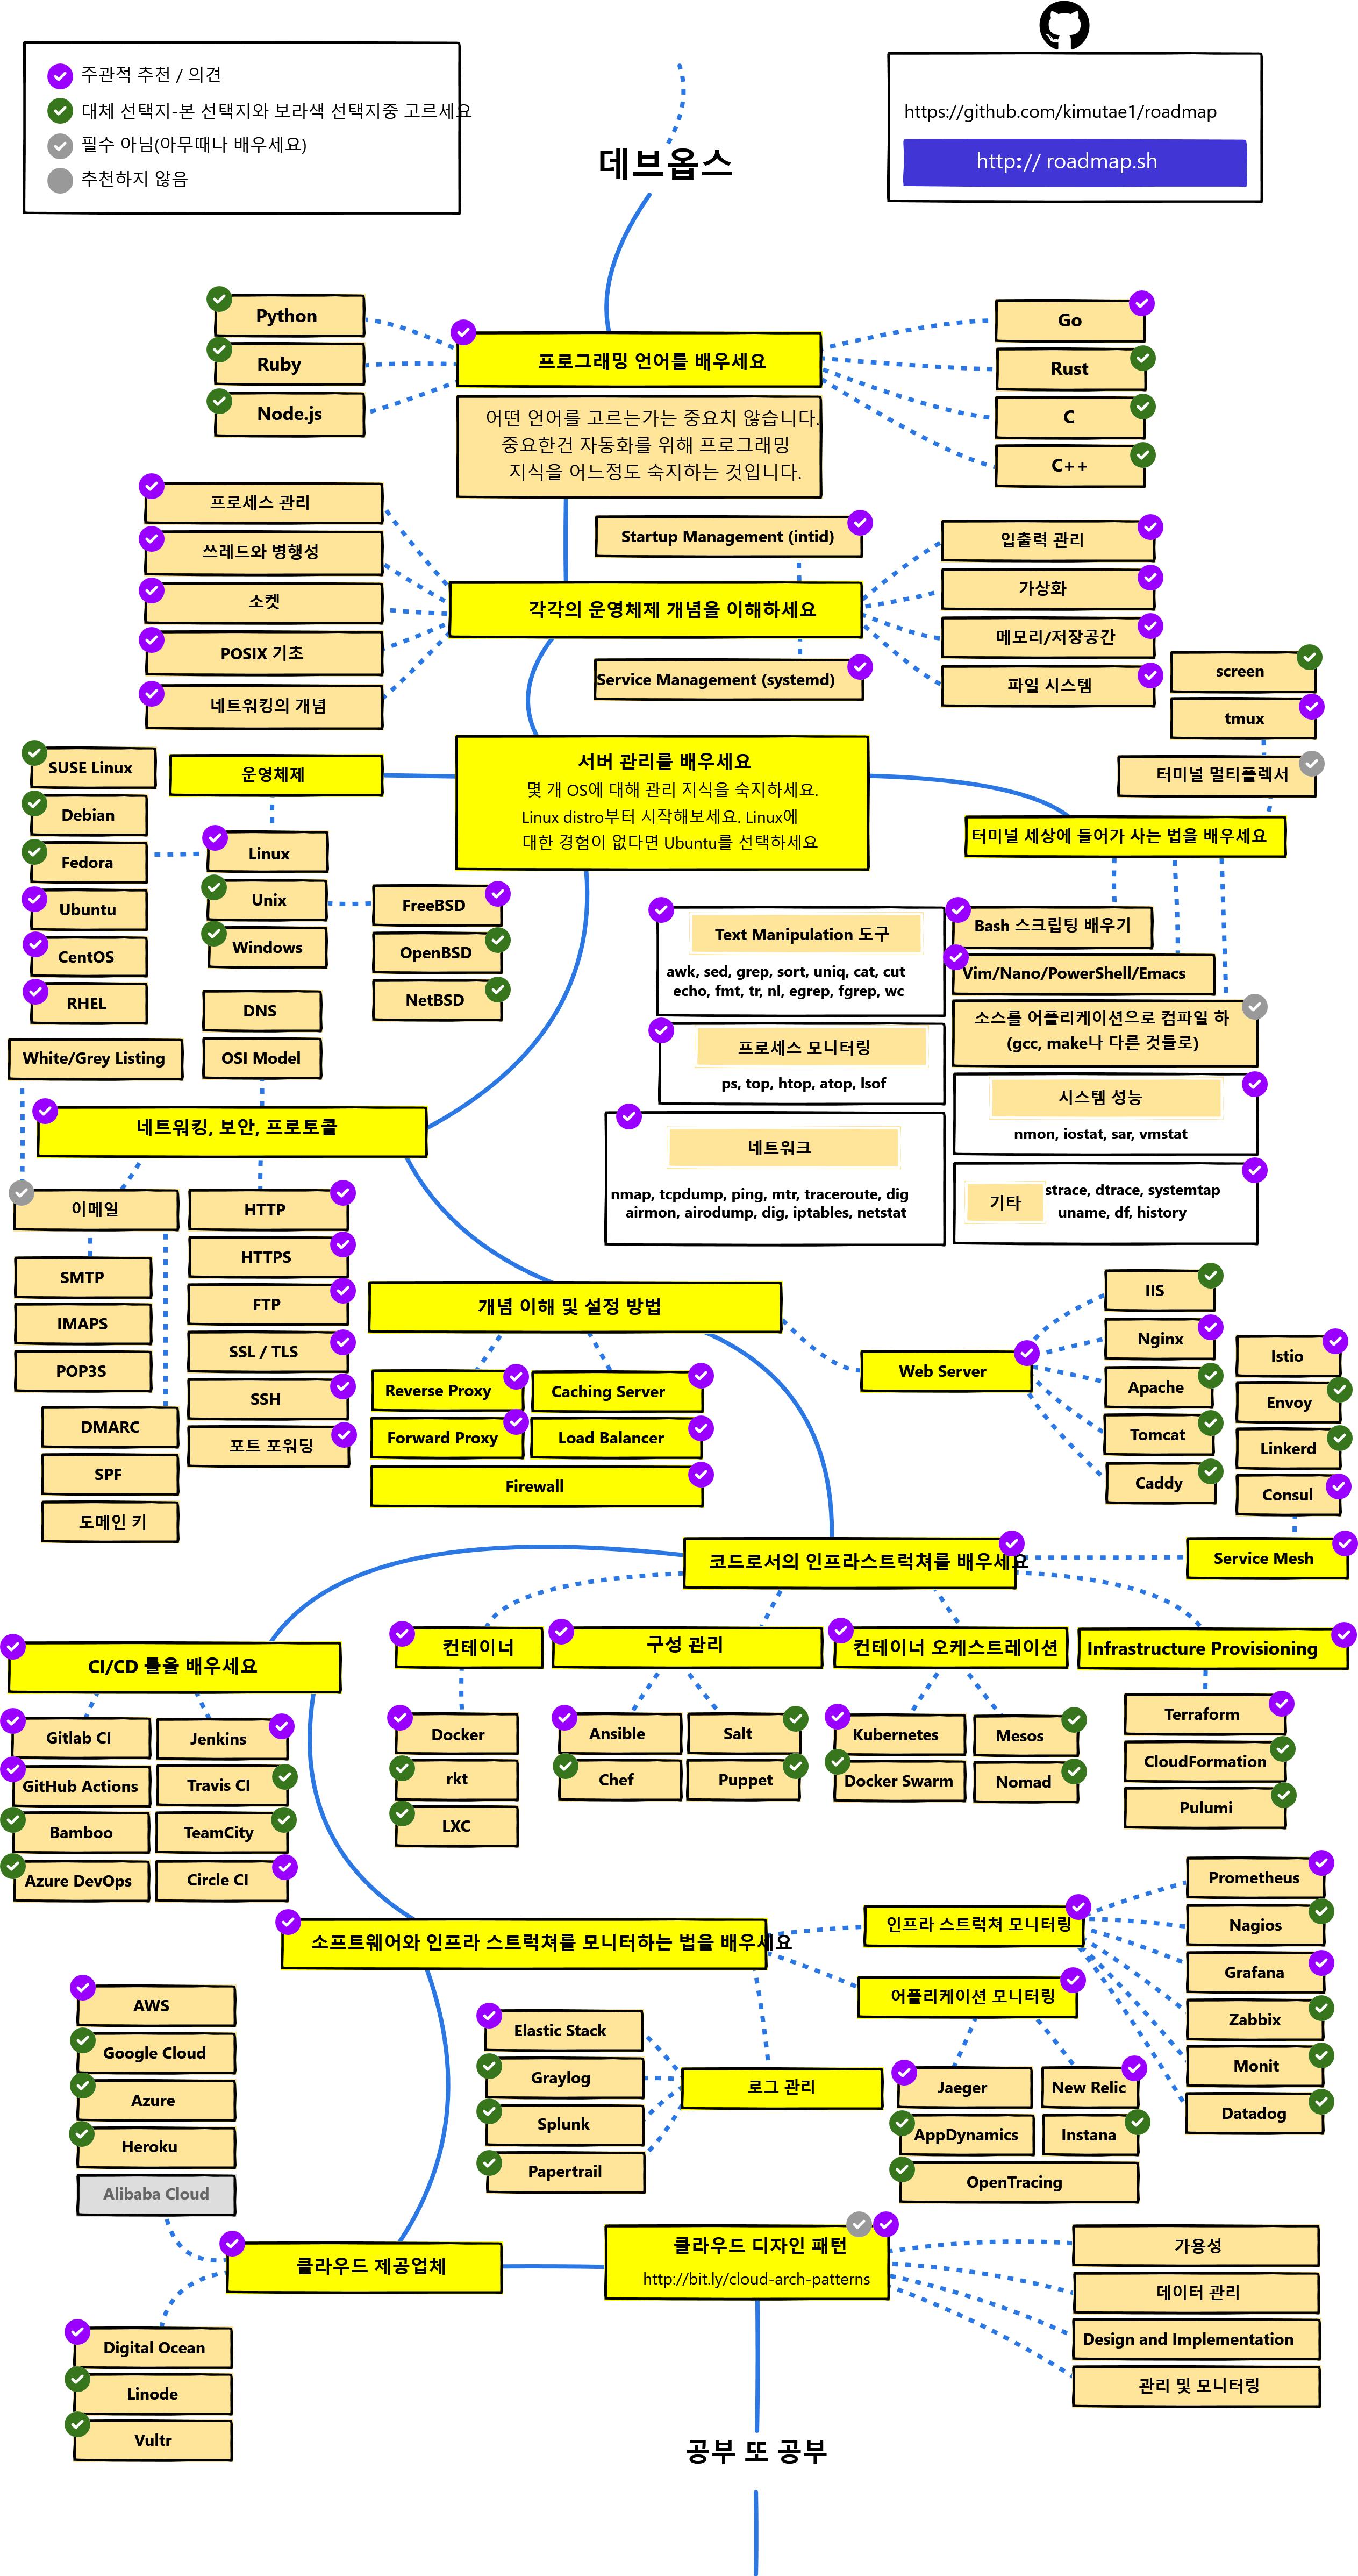 주관적 추천 / 의견
대체 선택지-본 선택지와 보라색 선택지중 고르세요
필수 아님(아무때나 배우세요)
추천하지 않음
https://github.com/kimutae1/roadmap
http:// roadmap.sh
데브옵스
Python
Ruby
Node.js
프로그래밍 언어를 배우세요
어떤 언어를 고르는가는 중요치 않습니다.
중요한건 자동화를 위해 프로그래밍
지식을 어느정도 숙지하는 것입니다.
Go
Rust
C
C++
프로세스 관리
쓰레드와 병행성
소켓
POSIX 기초
네트워킹의 개념
Startup Management (intid)
각각의 운영체제 개념을 이해하세요
Service Management (systemd)
입출력 관리
가상화
메모리/저장공간
파일 시스템
screen
tmux
터미널 멀티플렉서
터미널 세상에 들어가 사는 법을 배우세요
서버 관리를 배우세요
몇 개 OS에 대해 관리 지식을 숙지하세요.
Linux distro부터 시작해보세요. Linux에
대한 경험이 없다면 Ubuntu를 선택하세요
운영체제
SUSE Linux
Debian
Fedora
Ubuntu
CentOS
RHEL
Linux
Unix
Windows
FreeBSD
OpenBSD
NetBSD
DNS
OSI Model
White/Grey Listing
Text Manipulation 도구
awk, sed, grep, sort, uniq, cat, cut
echo, fmt, tr, nl, egrep, fgrep, wc
프로세스 모니터링
ps, top, htop, atop, lsof
네트워크
nmap, tcpdump, ping, mtr, traceroute, dig
airmon, airodump, dig, iptables, netstat
Bash 스크립팅 배우기
Vim/Nano/PowerShell/Emacs
소스를 어플리케이션으로 컴파일 하
(gcc, make나 다른 것들로)
시스템 성능
nmon, iostat, sar, vmstat
기타
strace, dtrace, systemtap
uname, df, history
네트워킹, 보안, 프로토콜
이메일
SMTP
IMAPS
POP3S
DMARC
SPF
도메인 키
HTTP
HTTPS
FTP
SSL / TLS
SSH
포트 포워딩
개념 이해 및 설정 방법
Reverse Proxy
Caching Server
Forward Proxy
Load Balancer
Firewall
Web Server
IIS
Nginx
Apache
Tomcat
Caddy
Istio
Envoy
Linkerd
Consul
Service Mesh
코드로서의 인프라스트럭쳐를 배우세요
컨테이너
구성 관리
컨테이너 오케스트레이션
Infrastructure Provisioning
Docker
rkt
LXC
Ansible
Salt
Chef
Puppet
Kubernetes
Mesos
Docker Swarm
Nomad
Terraform
CloudFormation
Pulumi
CI/CD 툴을 배우세요
Gitlab CI
Jenkins
GitHub Actions
Travis CI
Bamboo
TeamCity
Azure DevOps
Circle CI
소프트웨어와 인프라 스트럭쳐를 모니터하는 법을 배우세요
인프라 스트럭쳐 모니터링
어플리케이션 모니터링
Prometheus
Nagios
Grafana
Zabbix
Monit
Datadog
Elastic Stack
Graylog
Splunk
Papertrail
로그 관리
Jaeger
New Relic
AppDynamics
Instana
OpenTracing
AWS
Google Cloud
Azure
Heroku
Alibaba Cloud
클라우드 제공업체
Digital Ocean
Linode
Vultr
클라우드 디자인 패턴
http://bit.ly/cloud-arch-patterns
가용성
데이터 관리
Design and Implementation
관리 및 모니터링
공부 또 공부